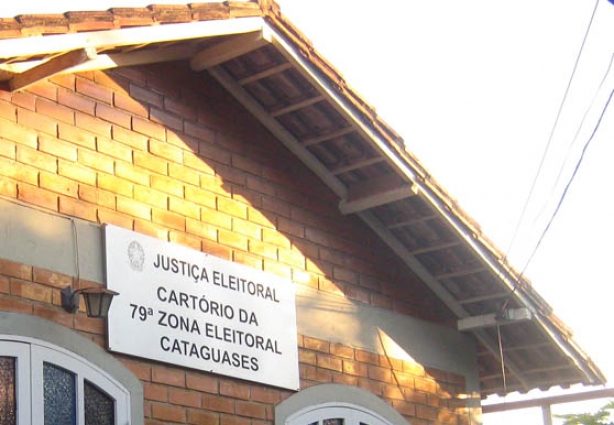 JUSTIÇA ELEITORAL
CARTÓRIO DA
79ª ZONA ELEITORAL
CATAGUASES